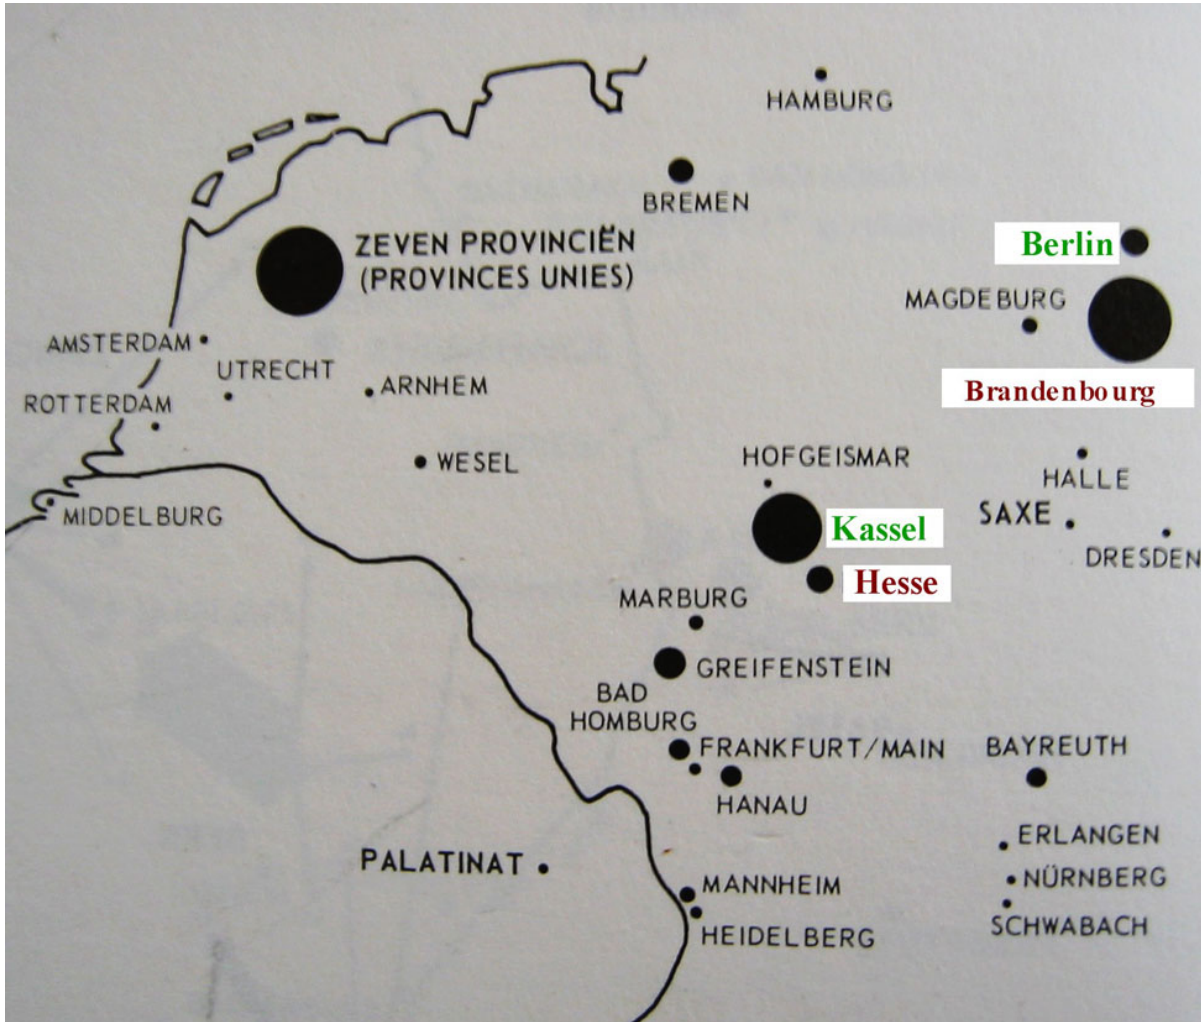 HAMBURG
BREMEN
ZEVEN PROVINCIËN
(PROVINCES UNIES)
Berlin
MAGDEBURG
AMSTERDAM
UTRECHT
ARNHEM
Brandenbourg
ROTTERDAM
WESEL
HOFGEISMAR
HALLE
MIDDELBURG
Kassel
SAXE
DRESDEN
Hesse
MARBURG
GREIFENSTEIN
BAD
HOMBURG
FRANKFURT/MAIN
BAYREUTH
HANAU
ERLANGEN
PALATINAT
MANNHEIM
NÜRNBERG
SCHWABACH
HEIDELBERG